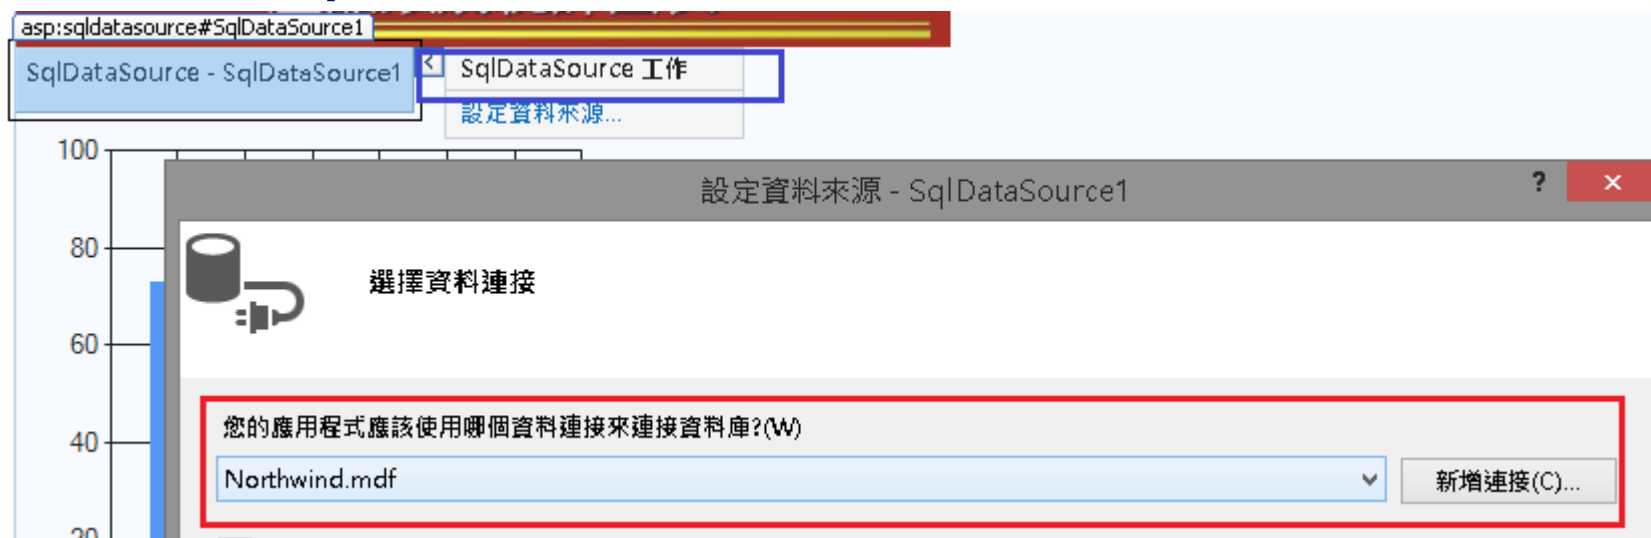 asp:sqldatasource#SqlDataSource1
SqlDataSource - SqlDataSource1
SqlDataSource 工作
設定資料來源...
100
80
60
40
20
設定資料來源 - SqlDataSource1
?
選擇資料連接
您的應用程式應該使用哪個資料連接來連接資料庫?(W)
Northwind.mdf
新增連接(C)...